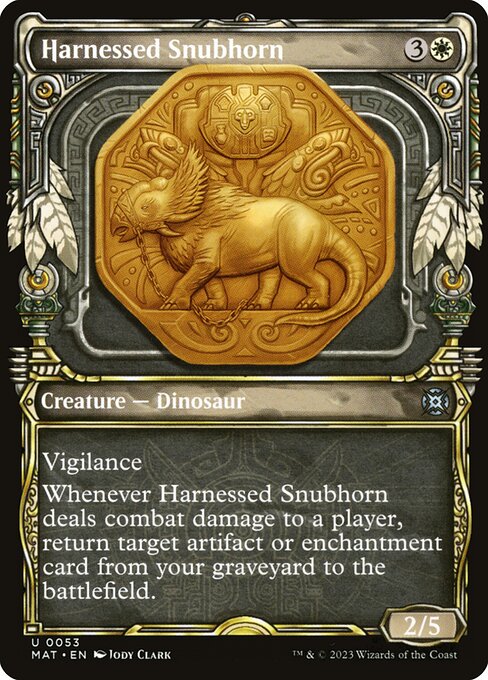 Harnessed Snubhorn 3
Creature — Dinosaur
Vigilance
Whenever Harnessed Snubhorn
deals combat damage to a player,
return target artifact or enchantment
card from your graveyard to the
battlefield.
2/5
U 0053
MAT • EN Jody Clark ™ & © 2023 Wizards of the Coast